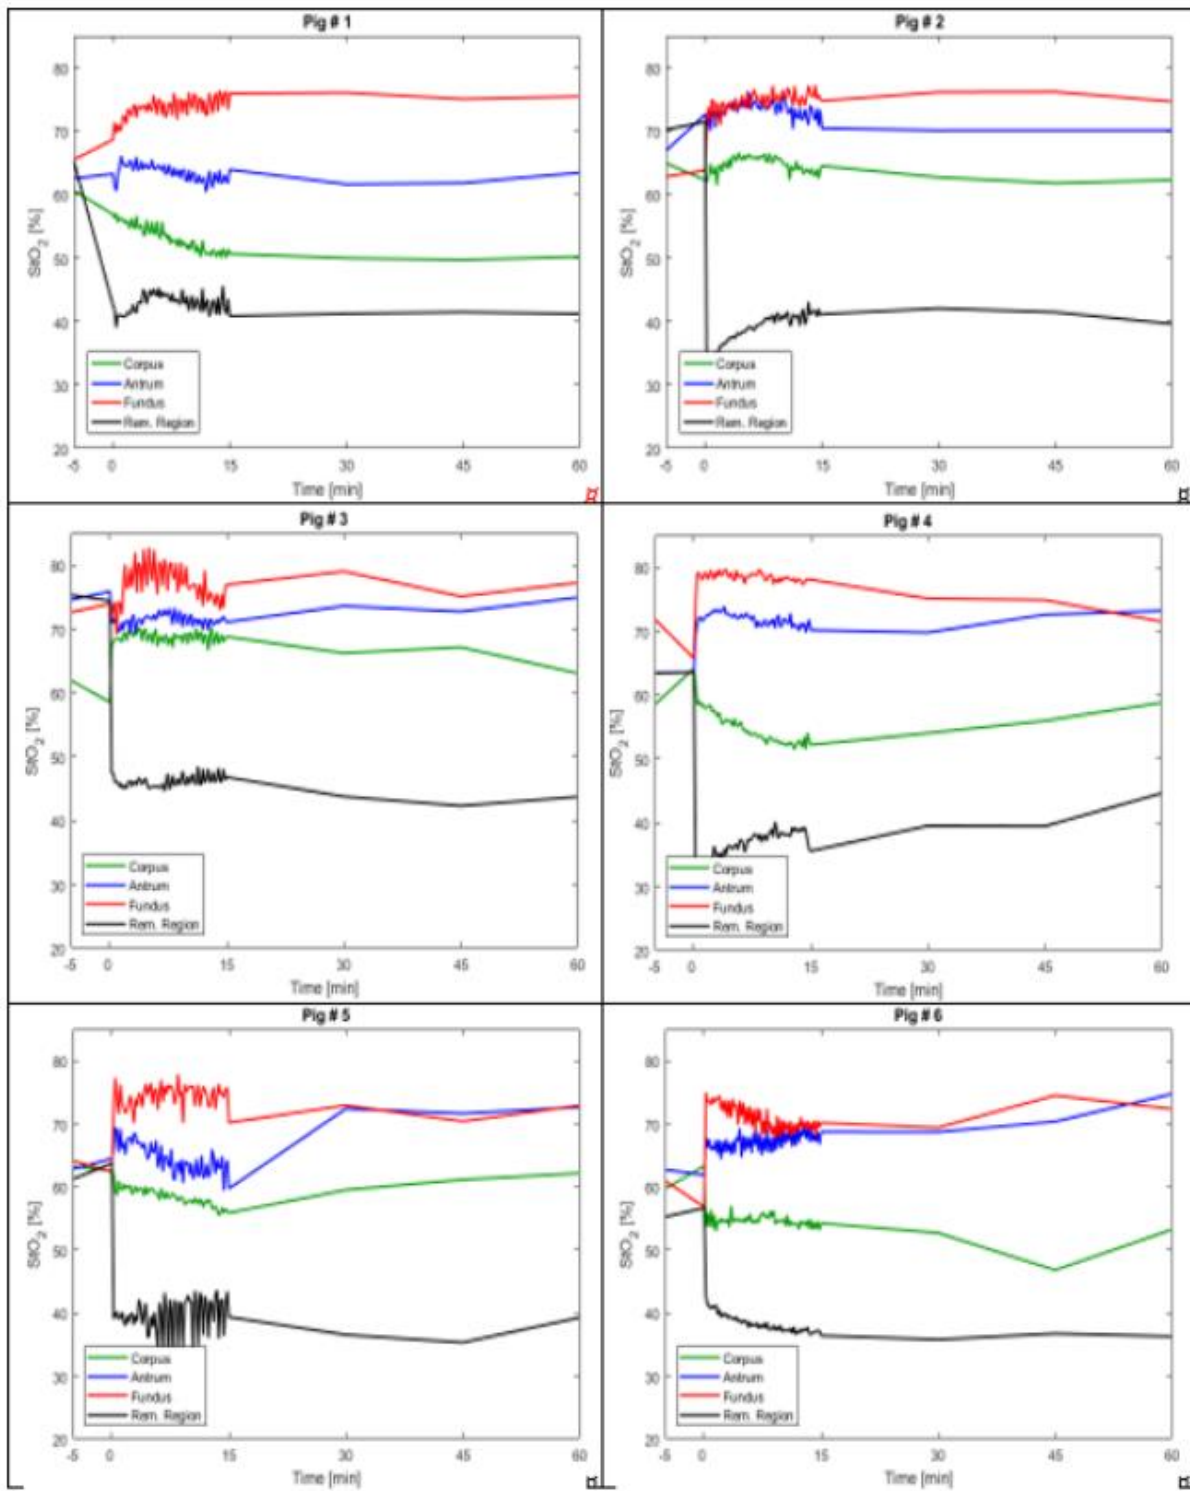 Pig # 1
80
70
60
50
40
30
20
StO2 [%]
Corpus
Antrum
Fundus
Rem. Region
-5 0 15 30 45 60
Time [min]
¤
Pig # 2
80
70
60
50
40
30
20
StO2 [%]
Corpus
Antrum
Fundus
Rem. Region
-5 0 15 30 45 60
Time [min]
¤
Pig # 3
80
70
60
50
40
30
20
StO2 [%]
Corpus
Antrum
Fundus
Rem. Region
-5 0 15 30 45 60
Time [min]
Pig # 4
80
70
60
50
40
30
20
StO2 [%]
Corpus
Antrum
Fundus
Rem. Region
-5 0 15 30 45 60
Time [min]
Pig # 5
80
70
60
50
40
30
20
StO2 [%]
Corpus
Antrum
Fundus
Rem. Region
-5 0 15 30 45 60
Time [min]
¤
Pig # 6
80
70
60
50
40
30
20
StO2 [%]
Corpus
Antrum
Fundus
Rem. Region
-5 0 15 30 45 60
Time [min]
¤